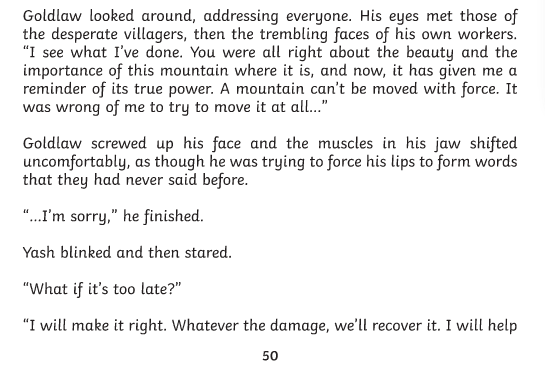 Goldlaw looked around, addressing everyone. His eyes met those of
the desperate villagers, then the trembling faces of his own workers.
“I see what I’ve done. You were all right about the beauty and the
importance of this mountain where it is, and now, it has given me a
reminder of its true power. A mountain can’t be moved with force. It
was wrong of me to try to move it at all...”
Goldlaw screwed up his face and the muscles in his jaw shifted
uncomfortably, as though he was trying to force his lips to form words
that they had never said before.
“...I’m sorry,” he finished.
Yash blinked and then stared.
“What if it’s too late?”
“I will make it right. Whatever the damage, we’ll recover it. I will help
50